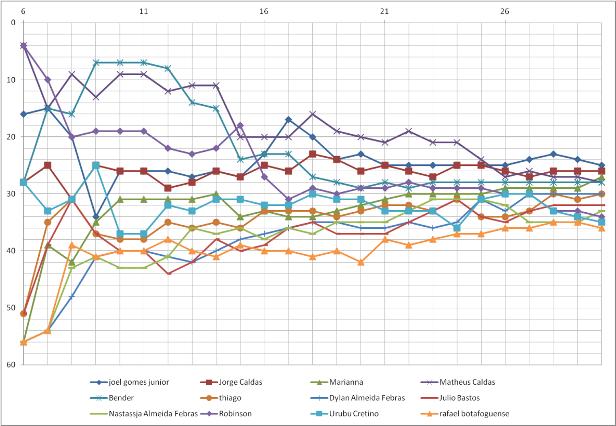 6 11 16 21 26
0
10
20
30
40
50
60
joel gomes junior Jorge Caldas Marianna Matheus Caldas
Bender thiago Dylan Almeida Febras Julio Bastos
Nastassja Almeida Febras Robinson Urubu Cretino rafael botafoguense